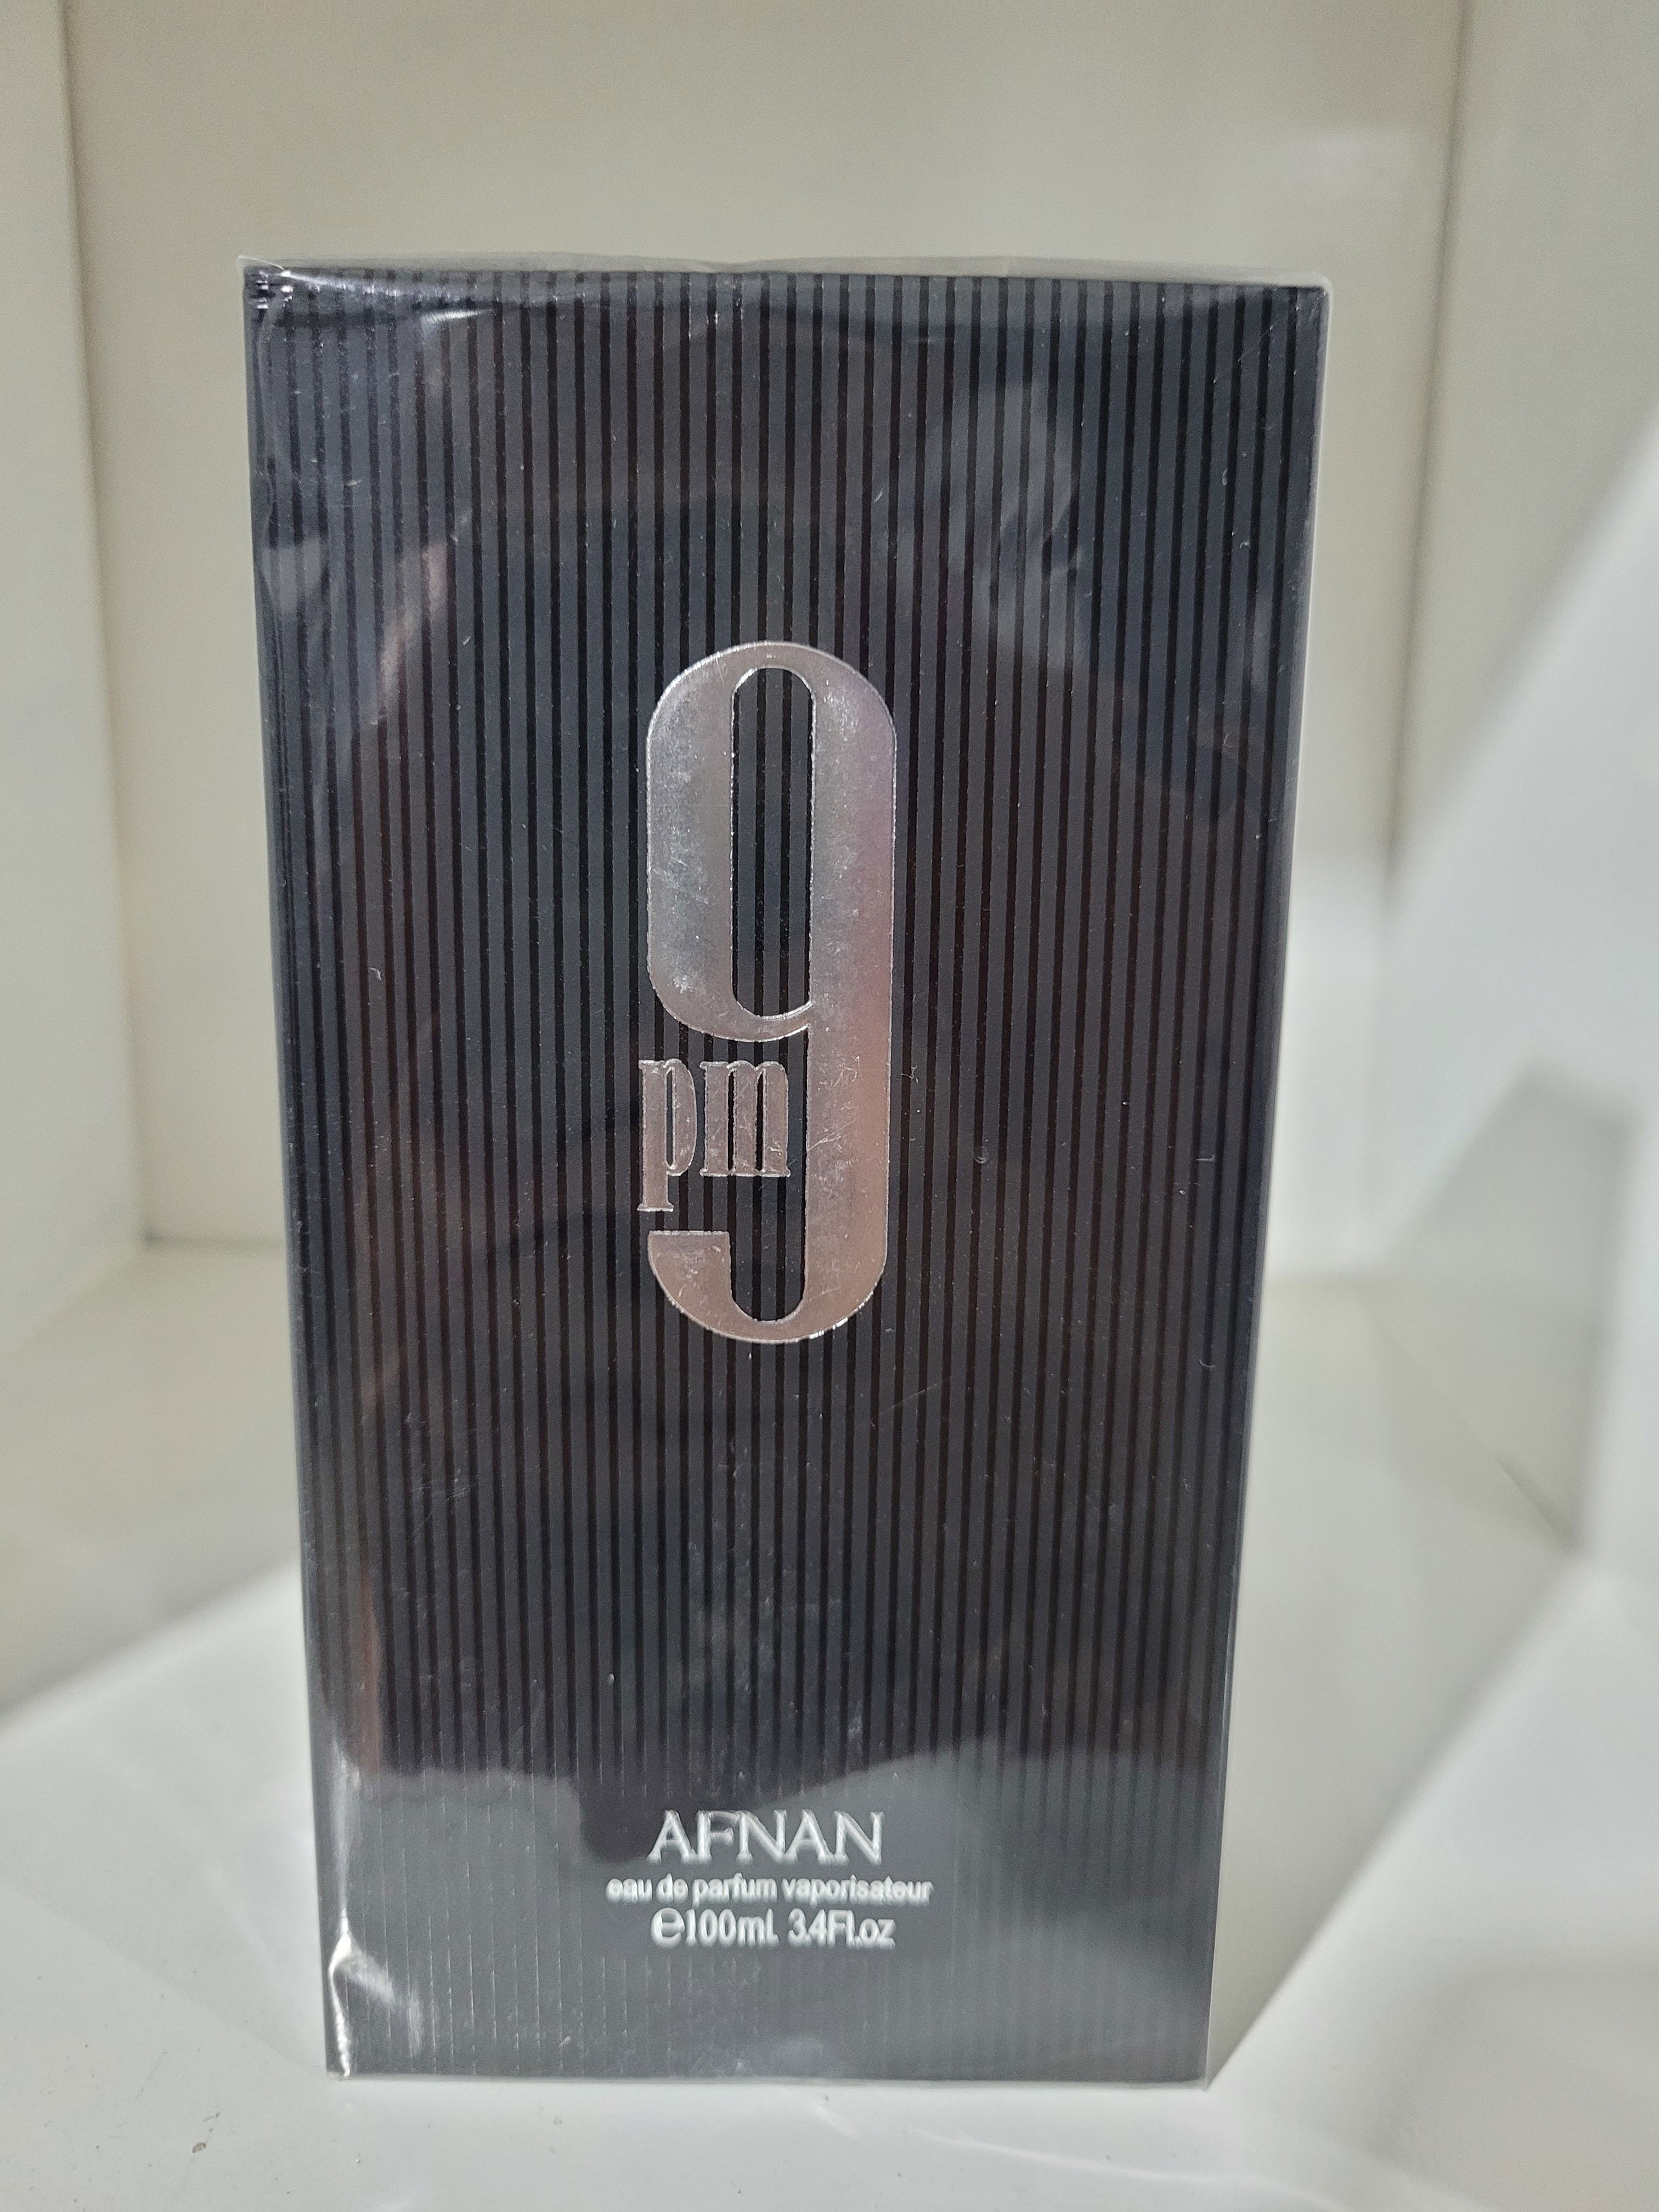 9
pm
AFNAN
eau de parfum vaporisateur
℮100ml. 3.4Fl.oz